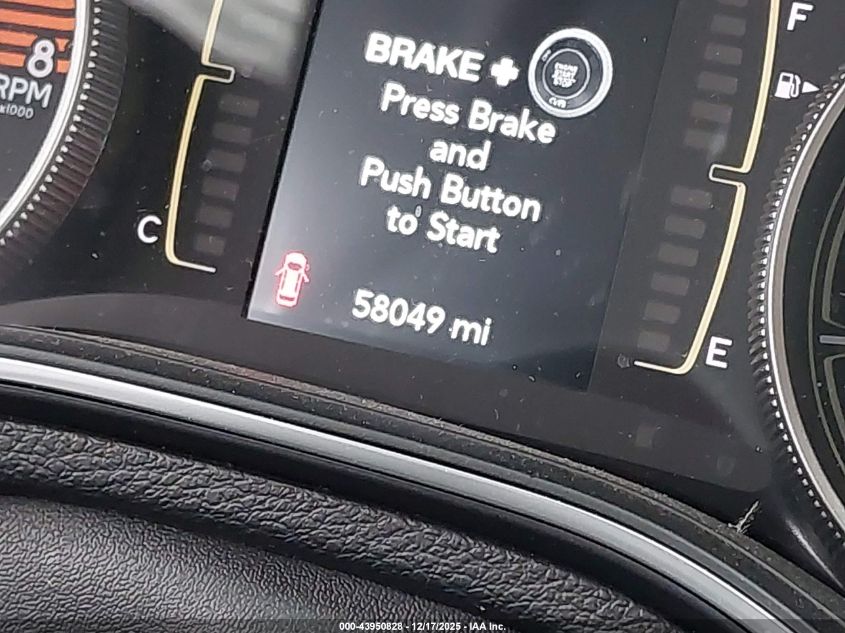 8
RPM
x1000
C
BRAKE +
ENGINE
START
STOP
Press Brake
and
Push Button
to Start
58049 mi
F
E
000-43950828 - 12/17/2025 - IAA Inc.